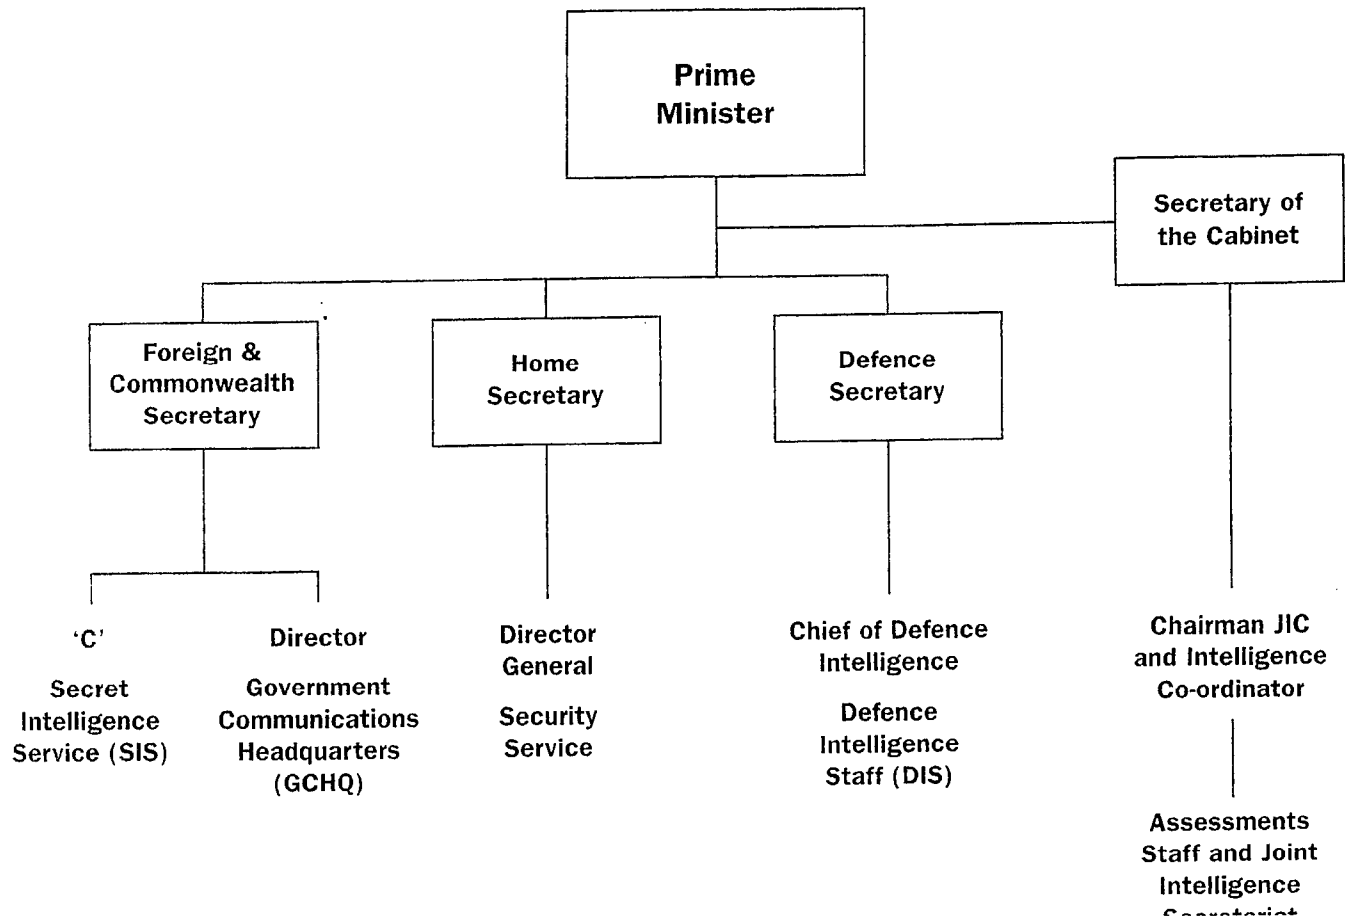 Prime
Minister
Secretary of
the Cabinet
Foreign &
Commonwealth
Secretary
Home
Secretary
Defence
Secretary
‘C’
Secret
Intelligence
Service (SIS)
Director
Government
Communications
Headquarters
(GCHQ)
Director
General
Security
Service
Chief of Defence
Intelligence
Defence
Intelligence
Staff (DIS)
Chairman JIC
and Intelligence
Co-ordinator
Assessments
Staff and Joint
Intelligence